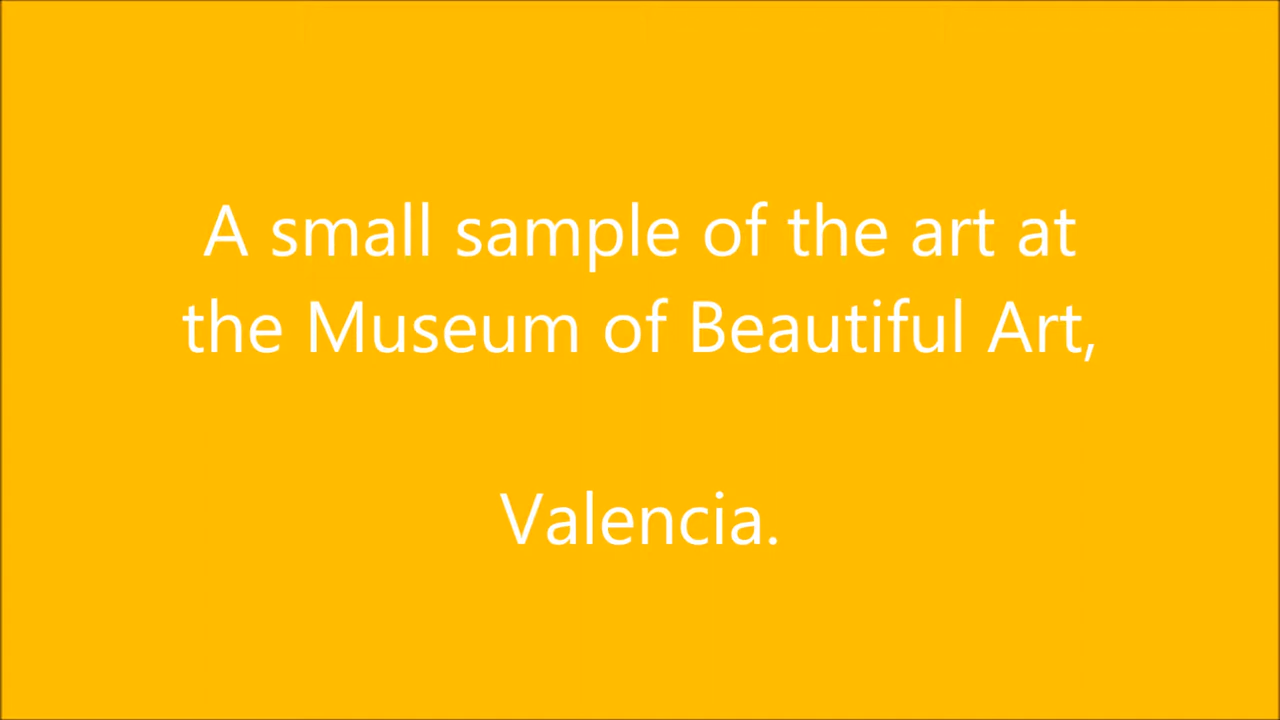 A small sample of the art at
the Museum of Beautiful Art,
Valencia.